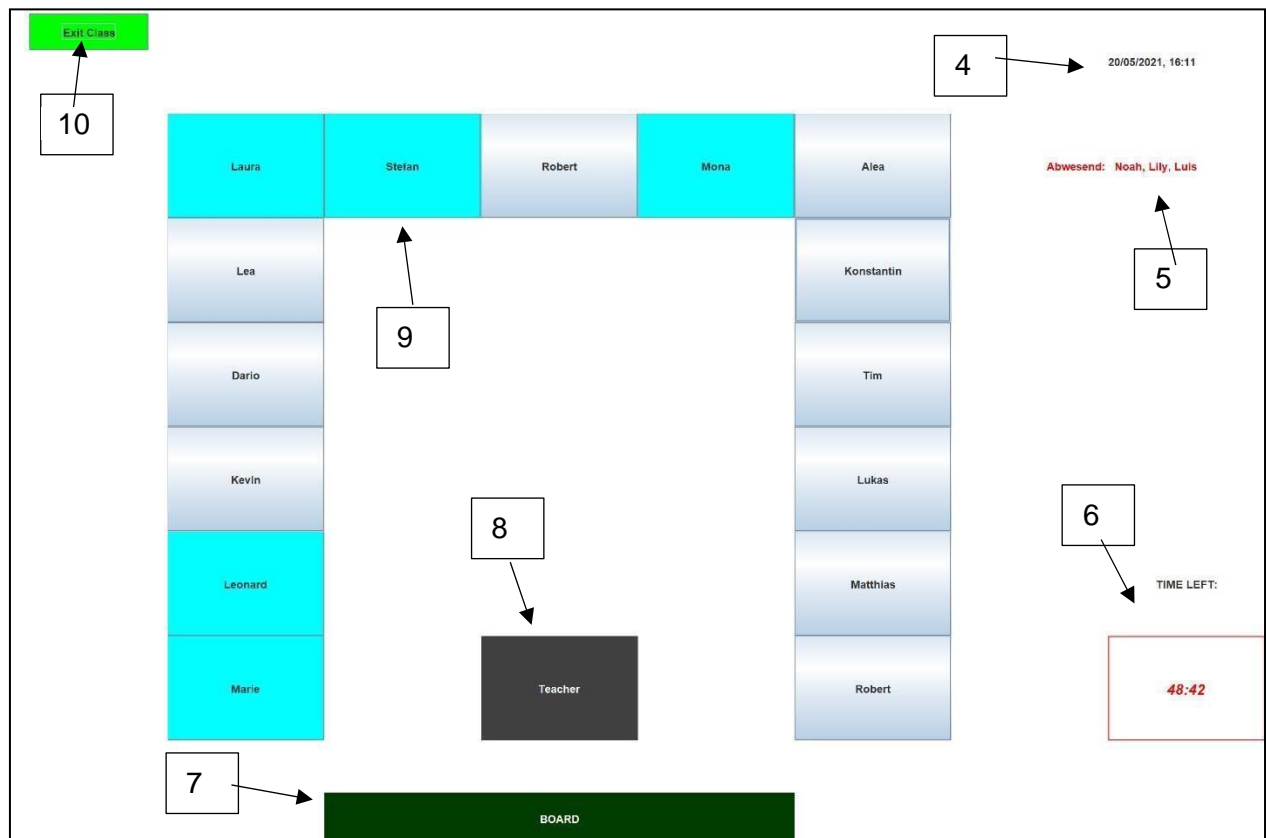 Exit Class
4
20/05/2021, 16:11
10
Laura
Stefan
Robert
Mona
Alea
Abwesend: Noah, Lily, Luis
Lea
Konstantin
5
9
Dario
Tim
Kevin
Lukas
8
6
Leonard
Matthias
TIME LEFT:
Marie
Teacher
Robert
48:42
7
BOARD